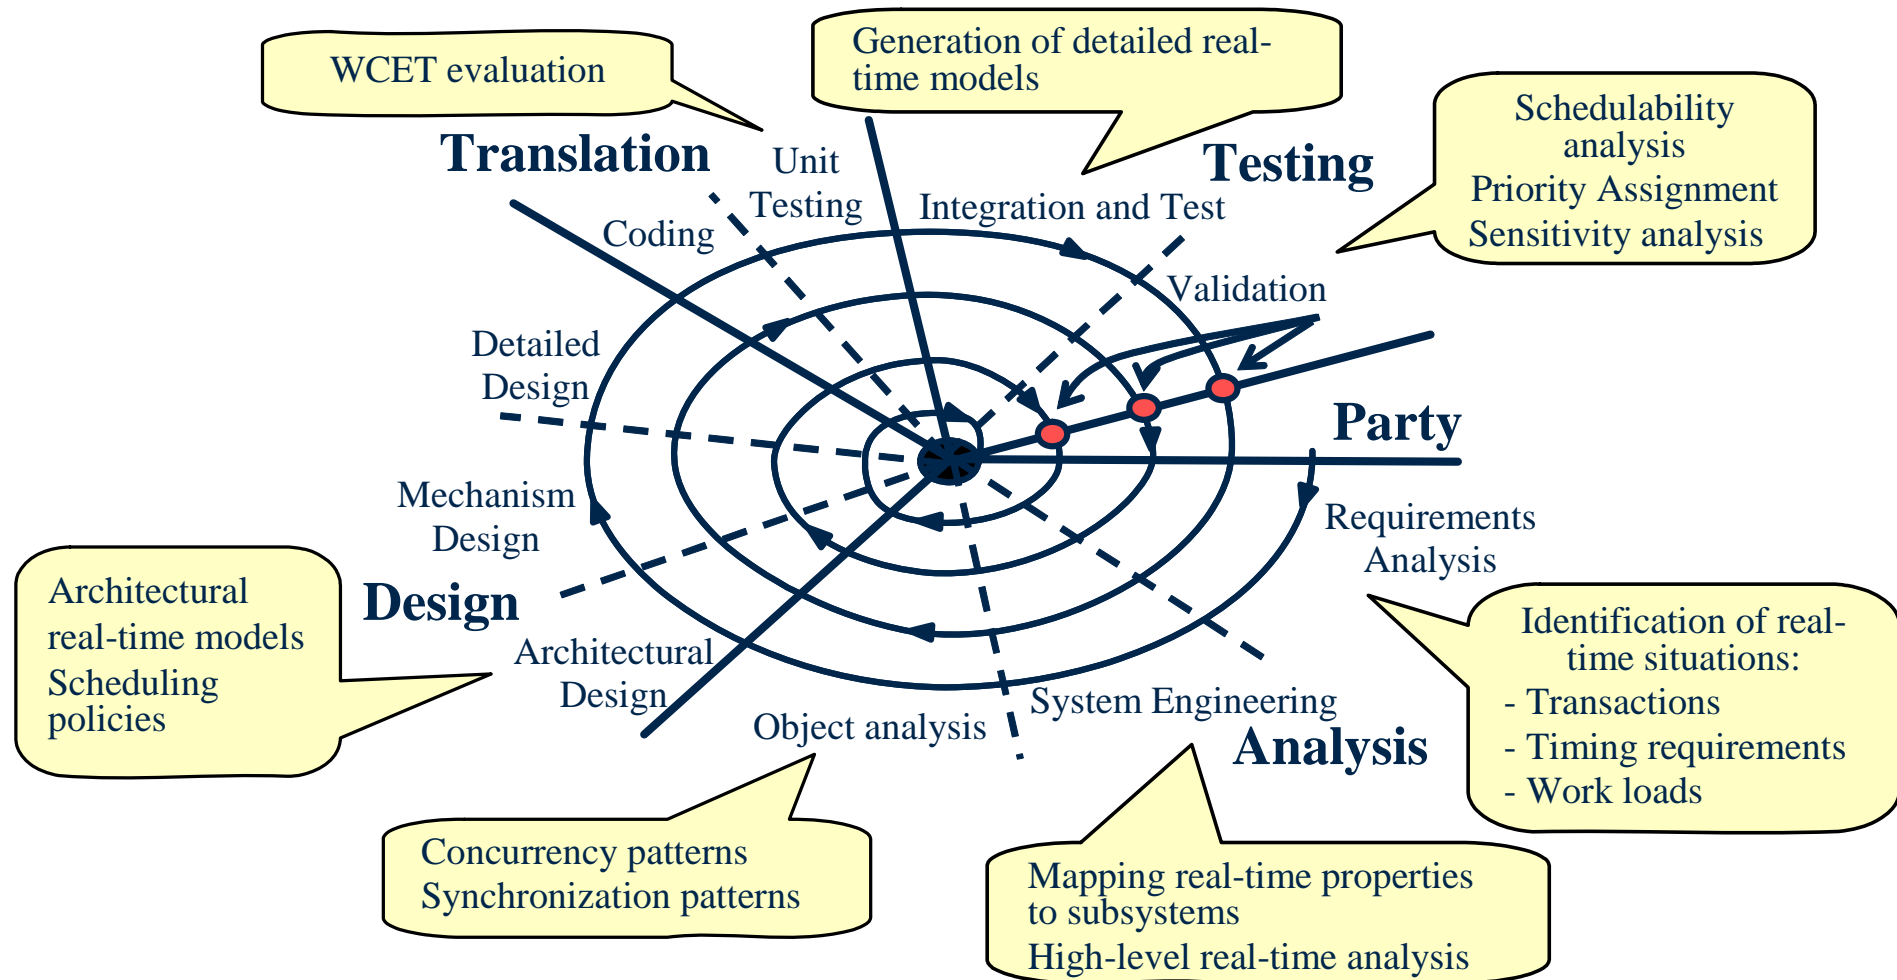 WCET evaluation
Generation of detailed real-
time models
Schedulability
analysis
Priority Assignment
Sensitivity analysis
Translation
Testing
Unit
Testing
Integration and Test
Coding
Validation
Detailed
Design
Party
Mechanism
Design
Requirements
Analysis
Architectural
real-time models
Scheduling
policies
Design
Identification of real-
time situations:
- Transactions
- Timing requirements
- Work loads
Architectural
Design
System Engineering
Object analysis
Analysis
Concurrency patterns
Synchronization patterns
Mapping real-time properties
to subsystems
High-level real-time analysis